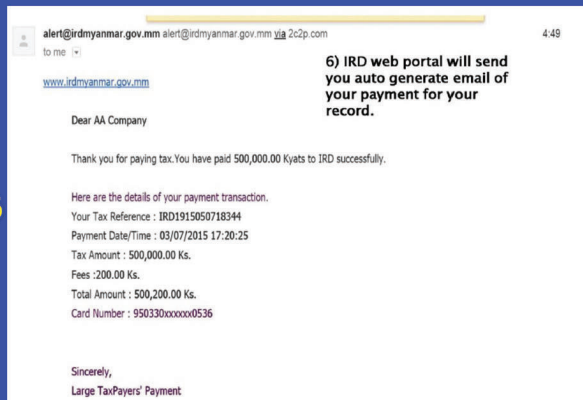 alert@irdmyanmar.gov.mm alert@irdmyanmar.gov.mm via 2c2p.com 4:49
to me
6) IRD web portal will send
you auto generate email of
your payment for your
record.
www.irdmyanmar.gov.mm
Dear AA Company
Thank you for paying tax.You have paid 500,000.00 Kyats to IRD successfully.
Here are the details of your payment transaction.
Your Tax Reference : IRD1915050718344
Payment Date/Time : 03/07/2015 17:20:25
Tax Amount : 500,000.00 Ks.
Fees :200.00 Ks.
Total Amount : 500,200.00 Ks.
Card Number : 950330xxxxxx0536
Sincerely,
Large TaxPayers' Payment